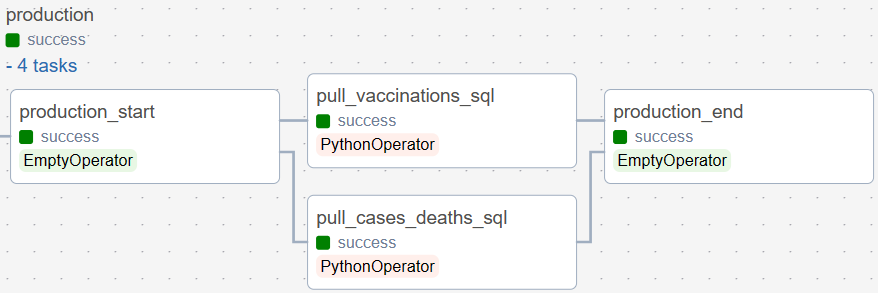 production
success
- 4 tasks
production_start
success
EmptyOperator
pull_vaccinations_sql
success
PythonOperator
pull_cases_deaths_sql
success
PythonOperator
production_end
success
EmptyOperator